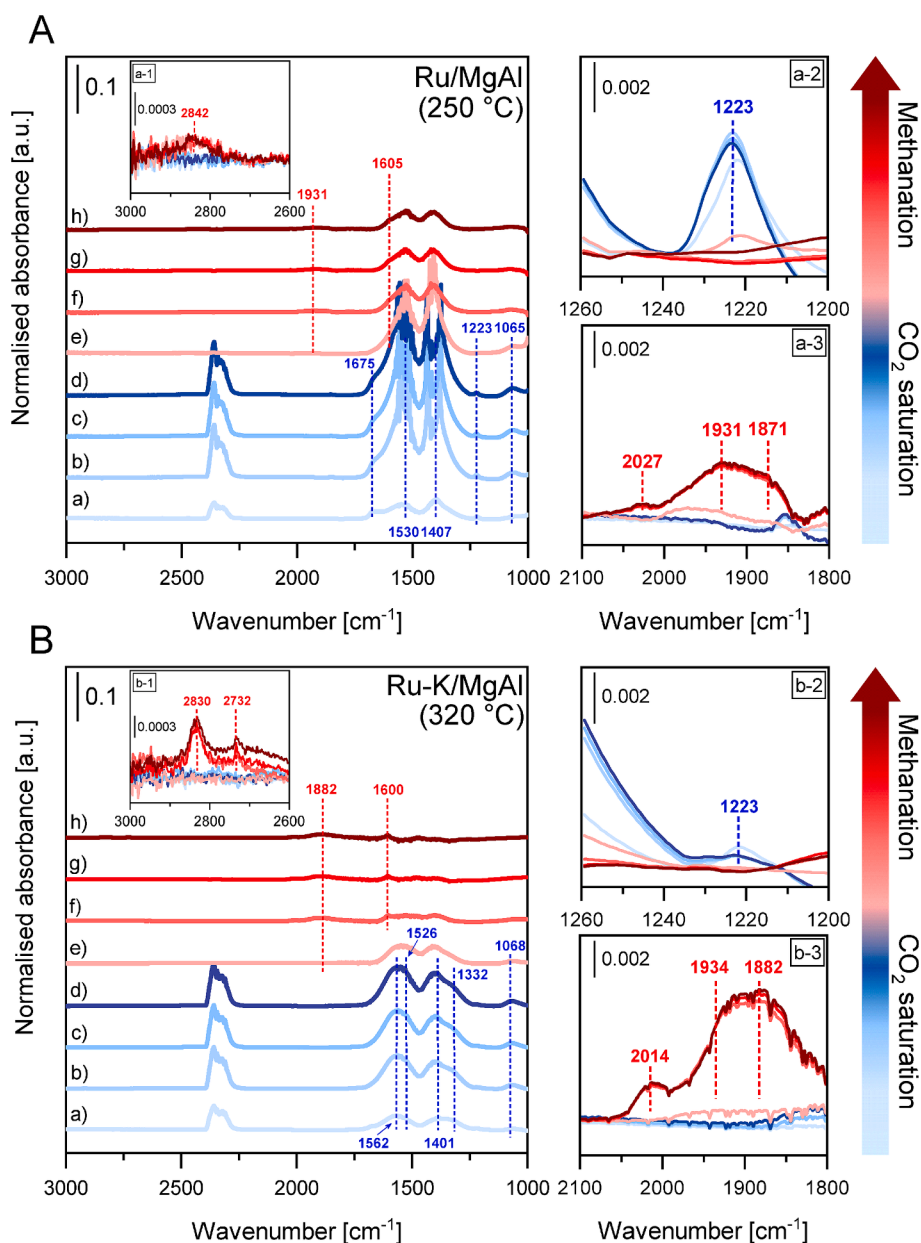 A
Normalised absorbance [a.u.]
0.1
a-1
0.0003
2842
3000 2800 2600
Ru/MgAl
(250 °C)
1931
1605
h)
g)
f)
e)
d)
c)
b)
a)
1675
1223
1065
1530
1407
3000 2500 2000 1500 1000
Wavenumber [cm⁻¹]
a-2
0.002
1223
1260 1240 1220 1200
a-3
0.002
2027
1931
1871
2100 2000 1900 1800
Wavenumber [cm⁻¹]
Methanation
CO₂ saturation
B
Normalised absorbance [a.u.]
0.1
b-1
0.0003
2830
2732
3000 2800 2600
Ru-K/MgAl
(320 °C)
1882
1600
h)
g)
f)
e)
d)
c)
b)
a)
1526
1332
1068
1562
1401
3000 2500 2000 1500 1000
Wavenumber [cm⁻¹]
b-2
0.002
1223
1260 1240 1220 1200
b-3
0.002
2014
1934
1882
2100 2000 1900 1800
Wavenumber [cm⁻¹]
Methanation
CO₂ saturation